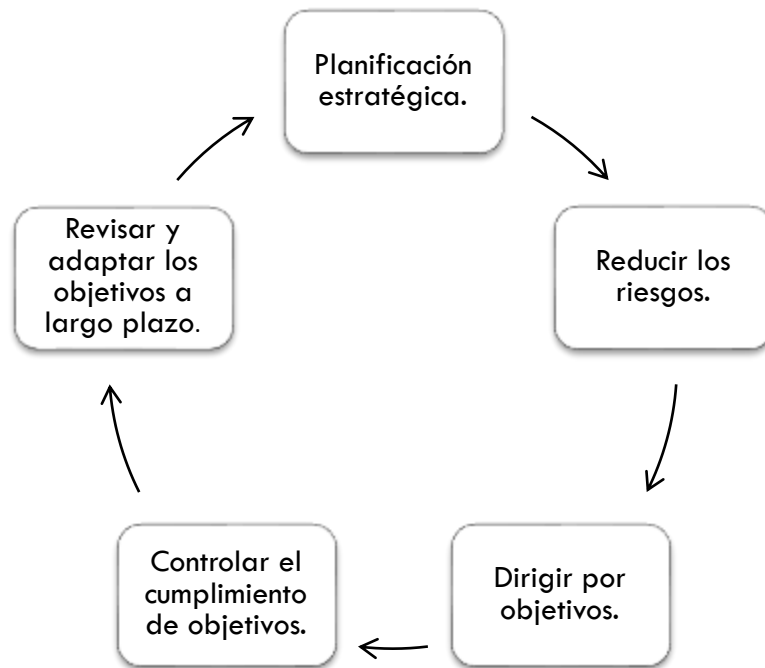 Planificación
estratégica.
Reducir los
riesgos.
Dirigir por
objetivos.
Controlar el
cumplimiento
de objetivos.
Revisar y
adaptar los
objetivos a
largo plazo.